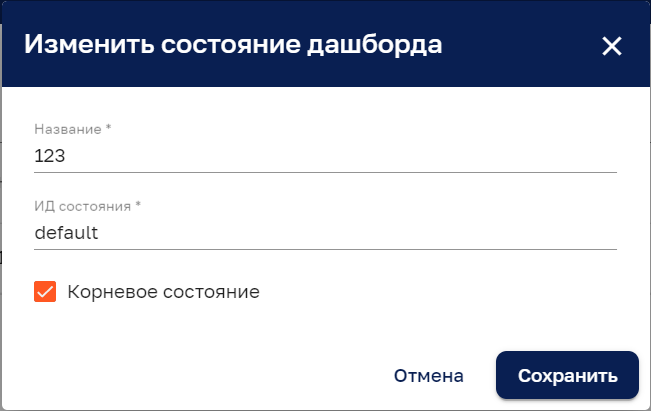 Изменить состояние дашборда
Название *
123
ИД состояния *
default
Корневое состояние
Отмена
Сохранить